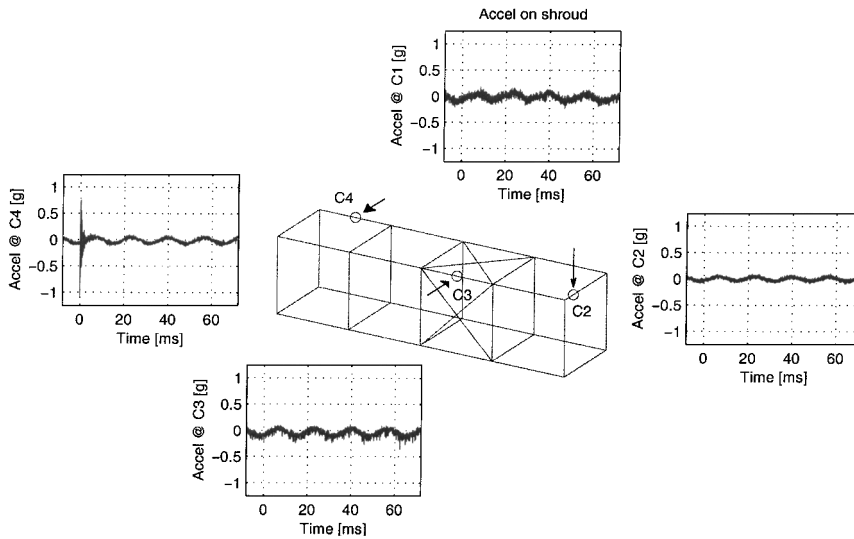 Accel on shroud
Accel @ C1 [g]
1
0.5
0
−0.5
−1
0 20 40 60
Time [ms]
Accel @ C4 [g]
1
0.5
0
−0.5
−1
0 20 40 60
Time [ms]
C4
C3
C2
Accel @ C2 [g]
1
0.5
0
−0.5
−1
0 20 40 60
Time [ms]
Accel @ C3 [g]
1
0.5
0
−0.5
−1
0 20 40 60
Time [ms]